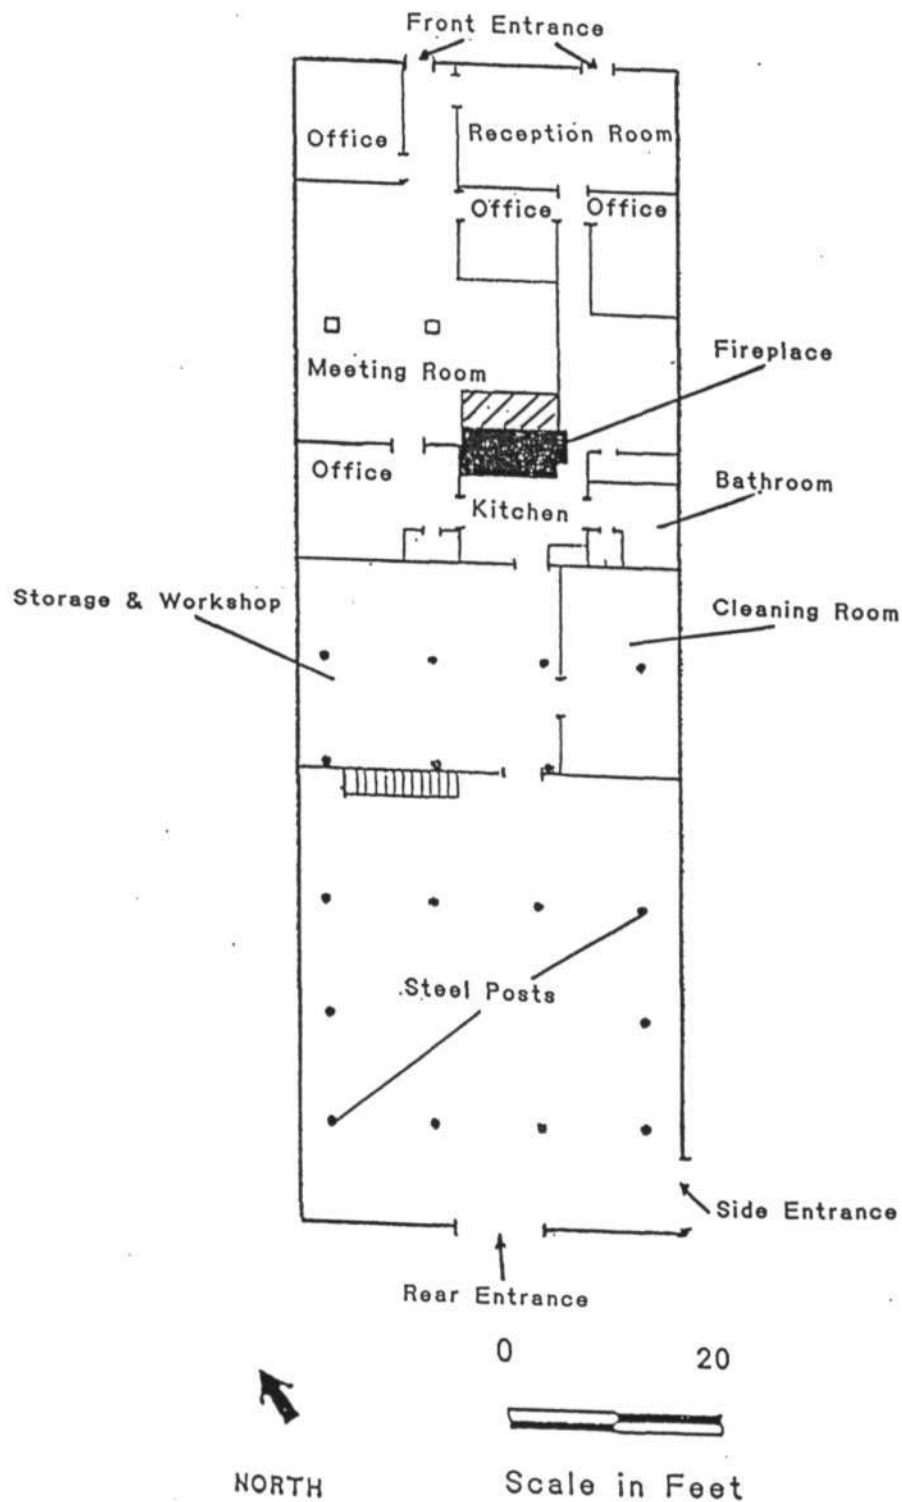 Front Entrance
Office
Reception Room
Office
Office
Fireplace
Meeting Room
Office
Bathroom
Kitchen
Storage & Workshop
Cleaning Room
Steel Posts
Side Entrance
Rear Entrance
0 20
NORTH
Scale in Feet